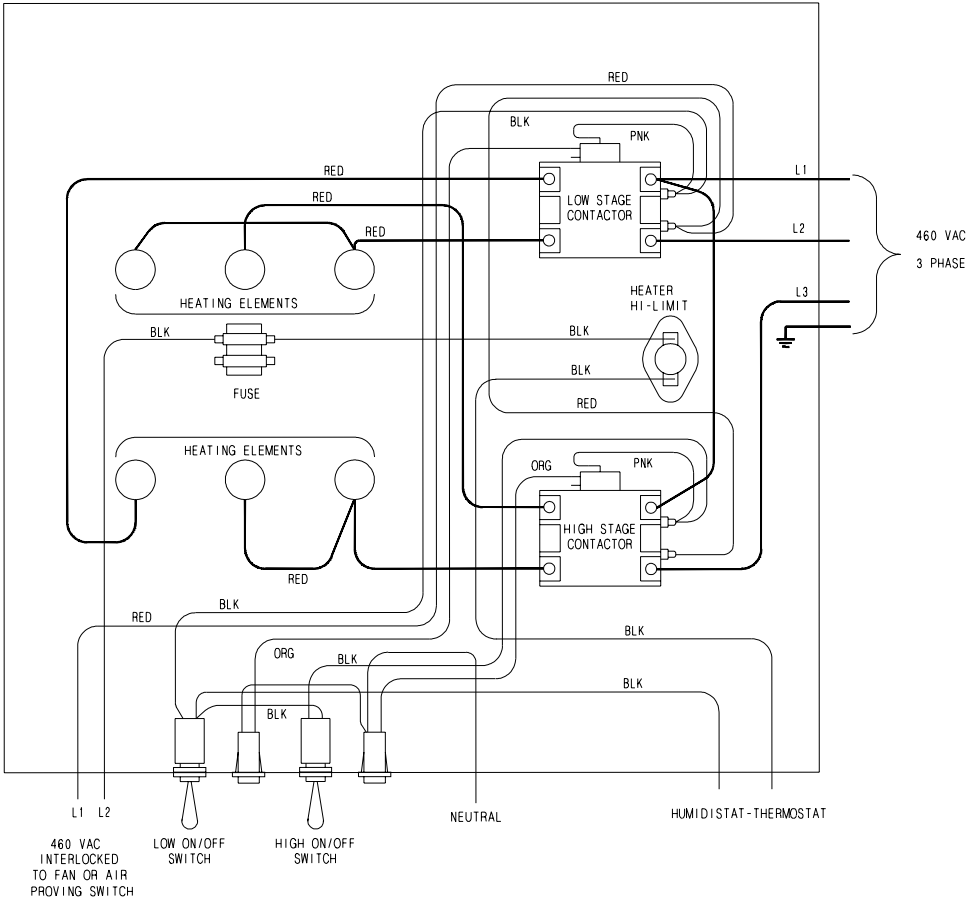 RED
BLK
PNK
RED
L1
RED
LOW STAGE
CONTACTOR
RED
L2
460 VAC
3 PHASE
HEATING ELEMENTS
HEATER
HI-LIMIT
L3
BLK
BLK
FUSE
BLK
RED
HEATING ELEMENTS
ORG
PNK
HIGH STAGE
CONTACTOR
RED
BLK
RED
BLK
ORG
BLK
BLK
BLK
L1 L2
NEUTRAL
HUMIDISTAT-THERMOSTAT
460 VAC
INTERLOCKED
TO FAN OR AIR
PROVING SWITCH
LOW ON/OFF
SWITCH
HIGH ON/OFF
SWITCH